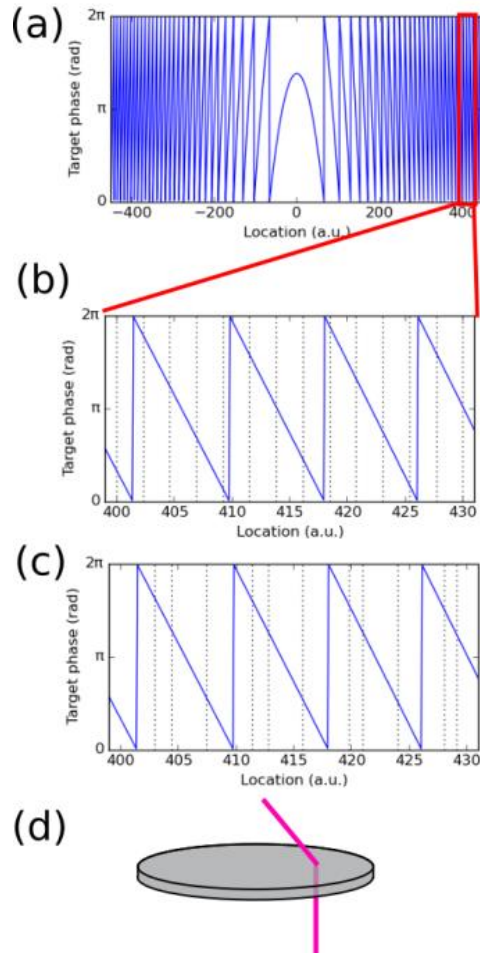 (a)
2π
π
0
Target phase (rad)
−400 −200 0 200 400
Location (a.u.)
(b)
2π
π
0
Target phase (rad)
400 405 410 415 420 425 430
Location (a.u.)
(c)
2π
π
0
Target phase (rad)
400 405 410 415 420 425 430
Location (a.u.)
(d)